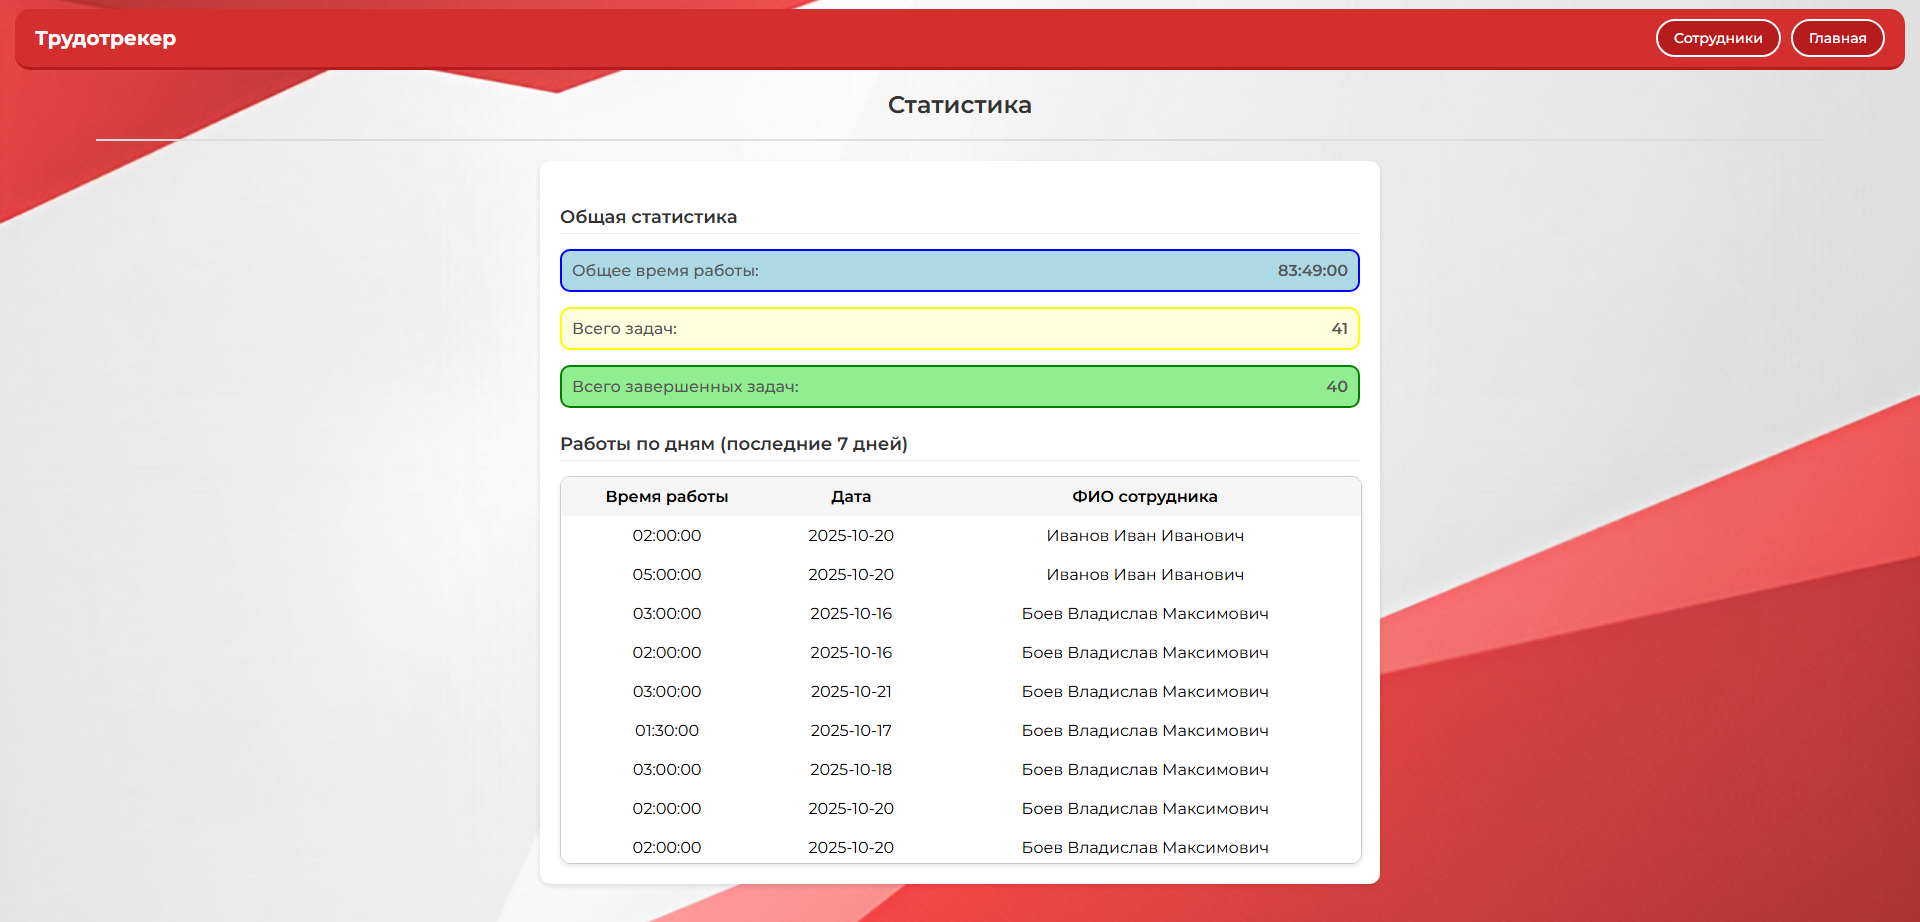 Трудотрекер Сотрудники Главная
Статистика
Общая статистика
Общее время работы: 83:49:00
Всего задач: 41
Всего завершенных задач: 40
Работы по дням (последние 7 дней)
Время работы Дата ФИО сотрудника
02:00:00 2025-10-20 Иванов Иван Иванович
05:00:00 2025-10-20 Иванов Иван Иванович
03:00:00 2025-10-16 Боев Владислав Максимович
02:00:00 2025-10-16 Боев Владислав Максимович
03:00:00 2025-10-21 Боев Владислав Максимович
01:30:00 2025-10-17 Боев Владислав Максимович
03:00:00 2025-10-18 Боев Владислав Максимович
02:00:00 2025-10-20 Боев Владислав Максимович
02:00:00 2025-10-20 Боев Владислав Максимович